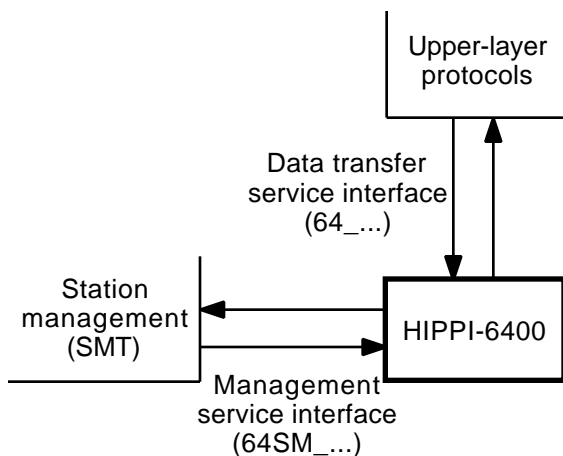 Upper-layer
protocols
Data transfer
service interface
(64_...)
Station
management
(SMT)
HIPPI-6400
Management
service interface
(64SM_...)